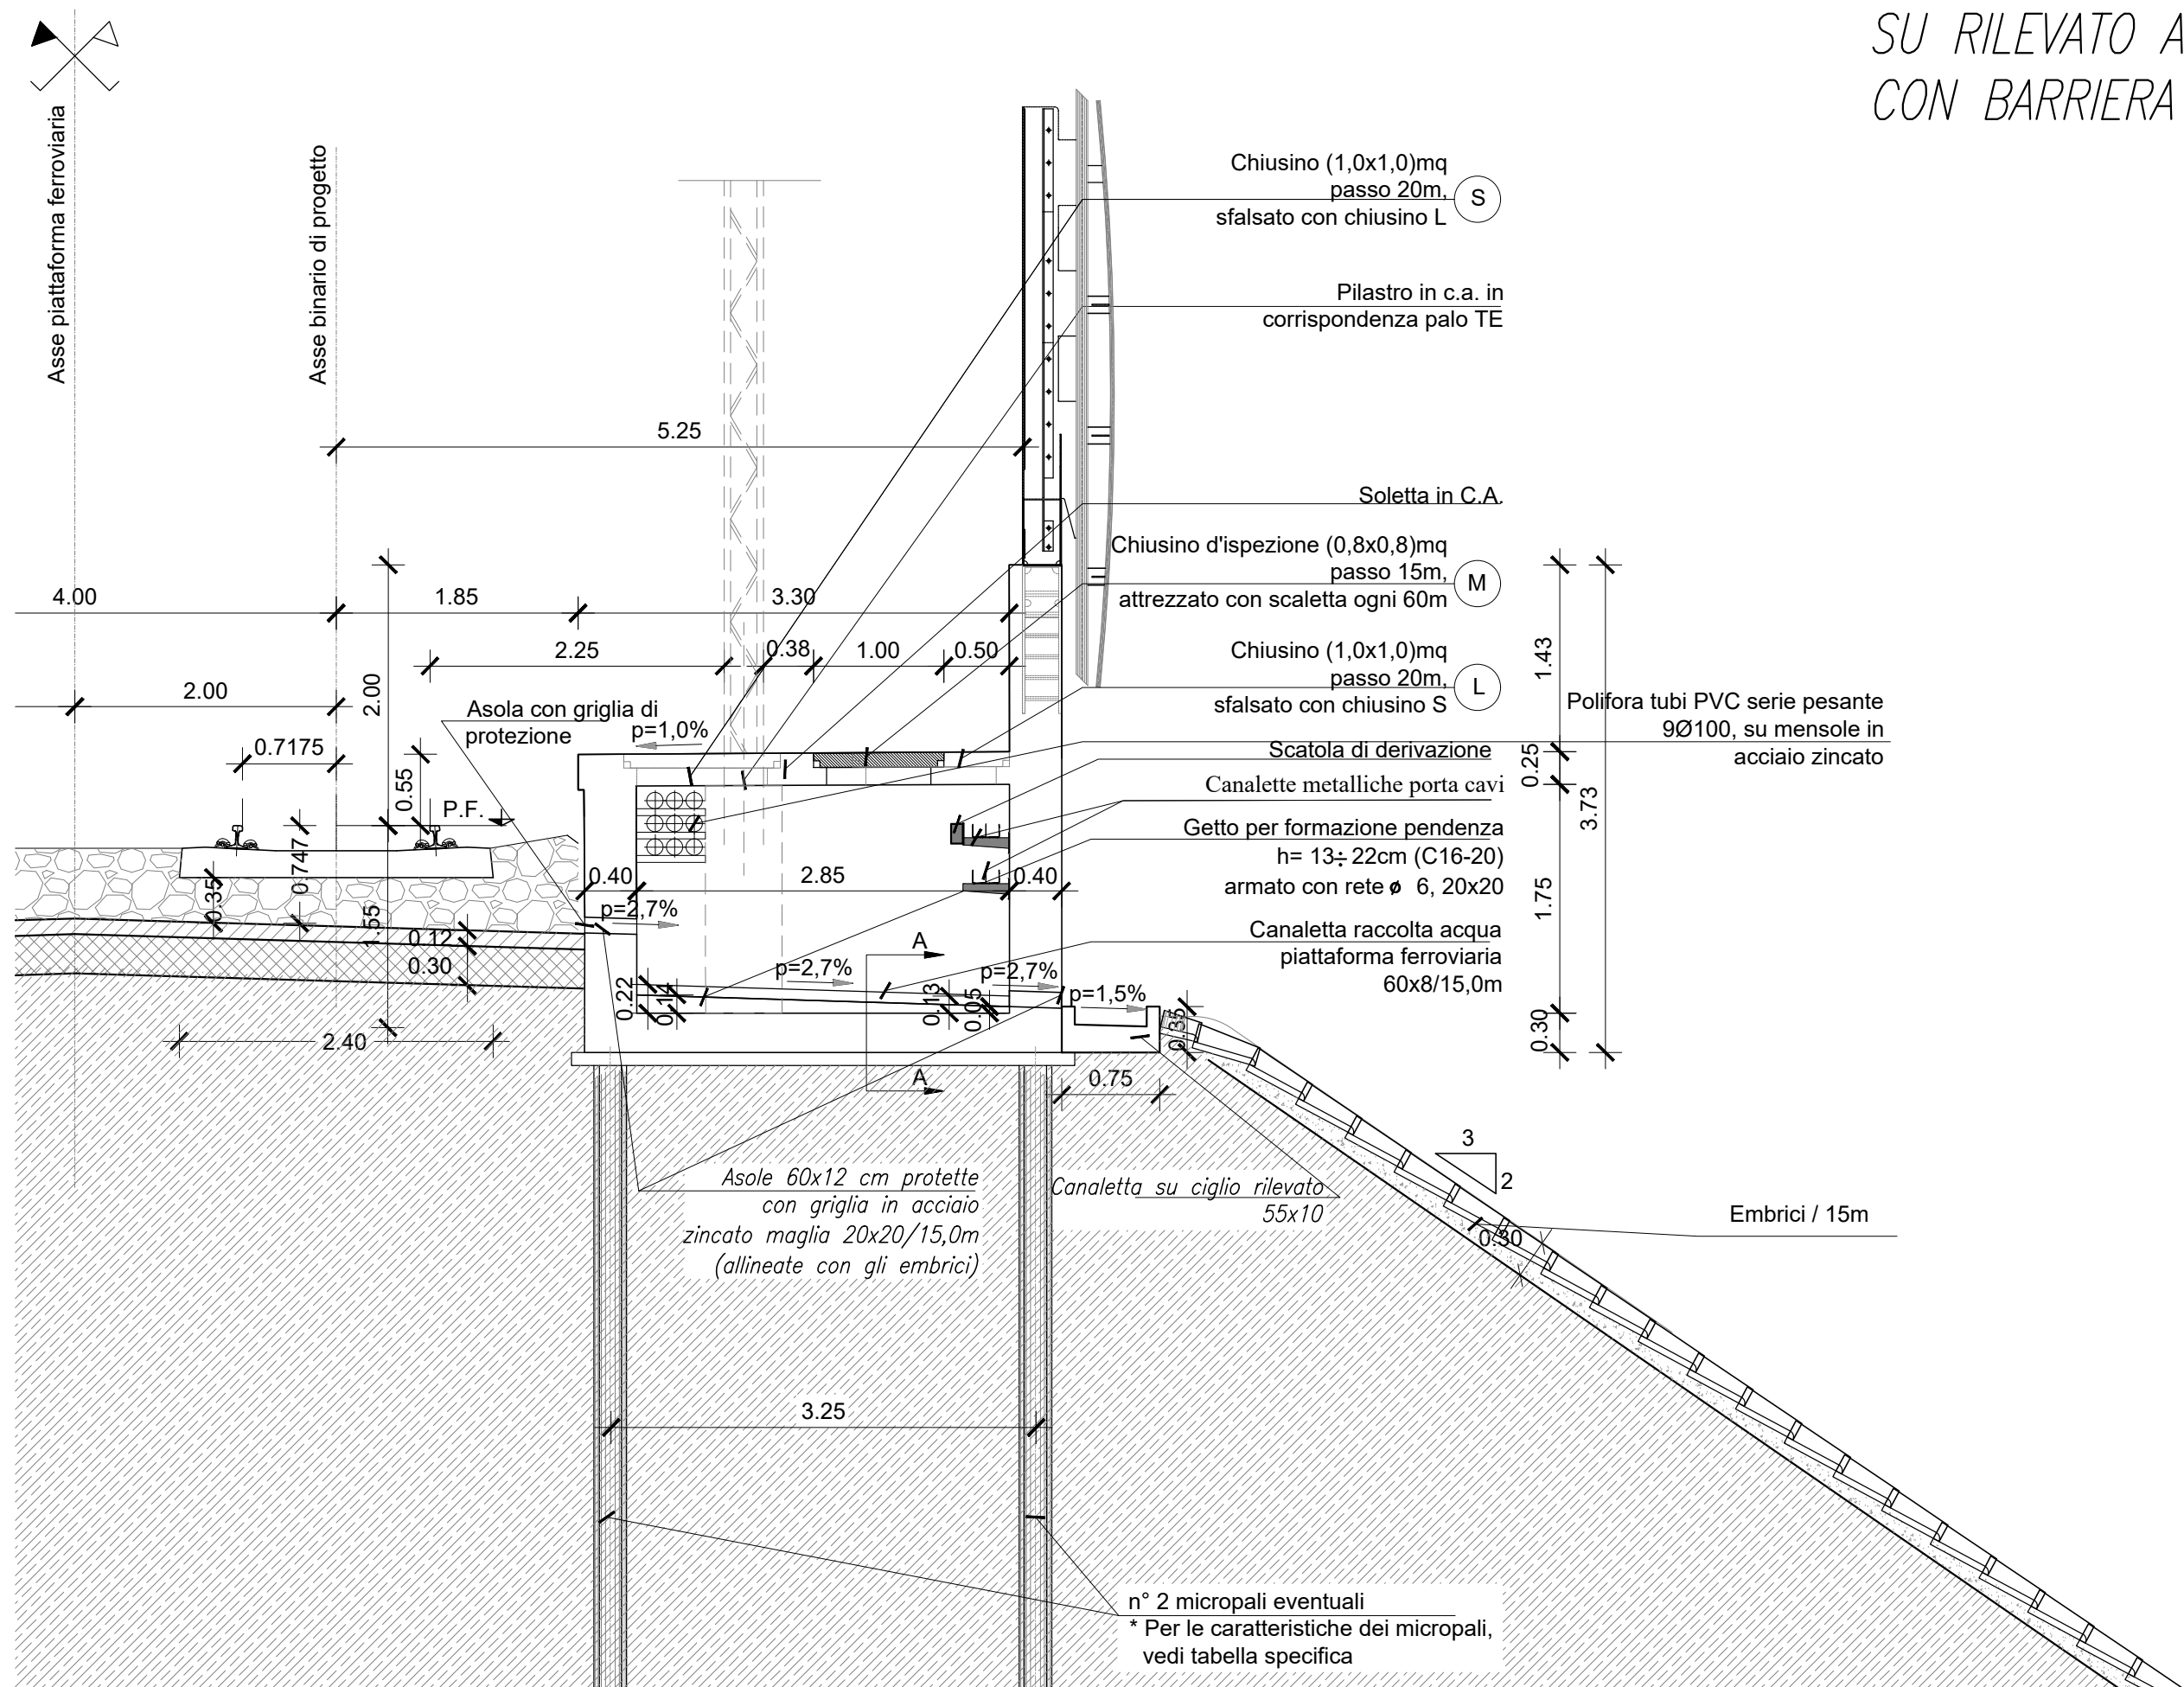 SU RILEVATO A
CON BARRIERA
Asse piattaforma ferroviaria
Asse binario di progetto
Chiusino (1,0x1,0)mq
passo 20m,
sfalsato con chiusino L
S
Pilastro in c.a. in
corrispondenza palo TE
5.25
Soletta in C.A.
Chiusino d'ispezione (0,8x0,8)mq
passo 15m,
attrezzato con scaletta ogni 60m
M
4.00
1.85
3.30
2.25
0.38
1.00
0.50
Chiusino (1,0x1,0)mq
passo 20m,
sfalsato con chiusino S
L
1.43
2.00
2.00
Asola con griglia di
protezione
p=1,0%
Polifora tubi PVC serie pesante
9Ø100, su mensole in
acciaio zincato
0.7175
0.55
Scatola di derivazione
0.25
Canalette metalliche porta cavi
3.73
P.F.
Getto per formazione pendenza
h= 13÷22cm (C16-20)
armato con rete ø 6, 20x20
0.747
0.35
0.40
2.85
0.40
1.75
p=2,7%
1.55
0.12
0.30
A
Canaletta raccolta acqua
piattaforma ferroviaria
60x8/15,0m
p=2,7%
p=2,7%
p=1,5%
0.22
0.14
0.13
0.05
0.35
0.30
2.40
A
0.75
3
2
Asole 60x12 cm protette
con griglia in acciaio
zincato maglia 20x20/15,0m
(allineate con gli embrici)
Canaletta su ciglio rilevato
55x10
Embrici / 15m
0.30
3.25
n° 2 micropali eventuali
* Per le caratteristiche dei micropali,
vedi tabella specifica